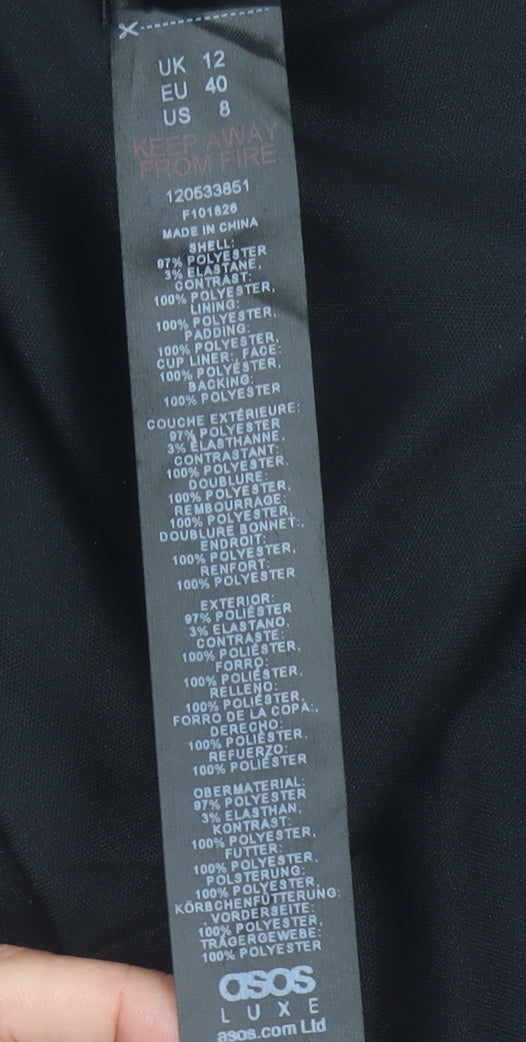 UK 12
EU 40
US 8
KEEP AWAY
FROM FIRE
120533851
F101826
MADE IN CHINA
SHELL:
97% POLYESTER
3% ELASTANE,
CONTRAST:
100% POLYESTER,
LINING:
100% POLYESTER,
PADDING:
100% POLYESTER,
CUP LINER:, FACE:
100% POLYESTER,
BACKING:
100% POLYESTER
COUCHE EXTÉRIEURE:
97% POLYESTER
3% ÉLASTHANNE,
CONTRASTANT:
100% POLYESTER,
DOUBLURE:
100% POLYESTER,
REMBOURRAGE:
100% POLYESTER,
DOUBLURE BONNET:,
ENDROIT:
100% POLYESTER,
RENFORT:
100% POLYESTER
EXTERIOR:
97% POLIÉSTER
3% ELASTANO,
CONTRASTE:
100% POLIÉSTER,
FORRO:
100% POLIÉSTER,
RELLENO:
100% POLIÉSTER,
FORRO DE LA COPA:,
DERECHO:
100% POLIÉSTER,
REFUERZO:
100% POLIÉSTER
OBERMATERIAL:
97% POLYESTER
3% ELASTHAN,
KONTRAST:
100% POLYESTER,
FUTTER:
100% POLYESTER,
POLSTERUNG:
100% POLYESTER,
KÖRBCHENFÜTTERUNG:
VORDERSEITE:
100% POLYESTER,
TRÄGERGEWEBE:
100% POLYESTER
asos
LUXE
asos.com Ltd